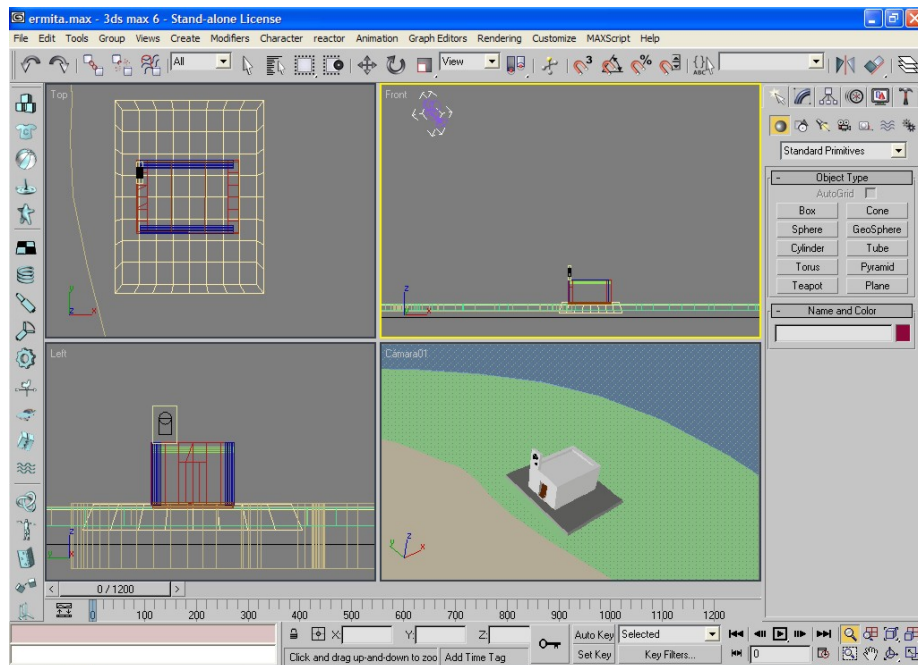 ermita.max - 3ds max 6 - Stand-alone License
File Edit Tools Group Views Create Modifiers Character reactor Animation Graph Editors Rendering Customize MAXScript Help
All View
Top
Front
Standard Primitives
- Object Type
AutoGrid
Box Cone
Sphere GeoSphere
Cylinder Tube
Torus Pyramid
Teapot Plane
- Name and Color
z
x
y
x
Left
Cámara01
z
y
x
z
y
x
< 0 / 1200 >
0 100 200 300 400 500 600 700 800 900 1000 1100 1200
X: Y: Z: Auto Key Selected
Click and drag up-and-down to zoo Add Time Tag Set Key Key Filters... 0